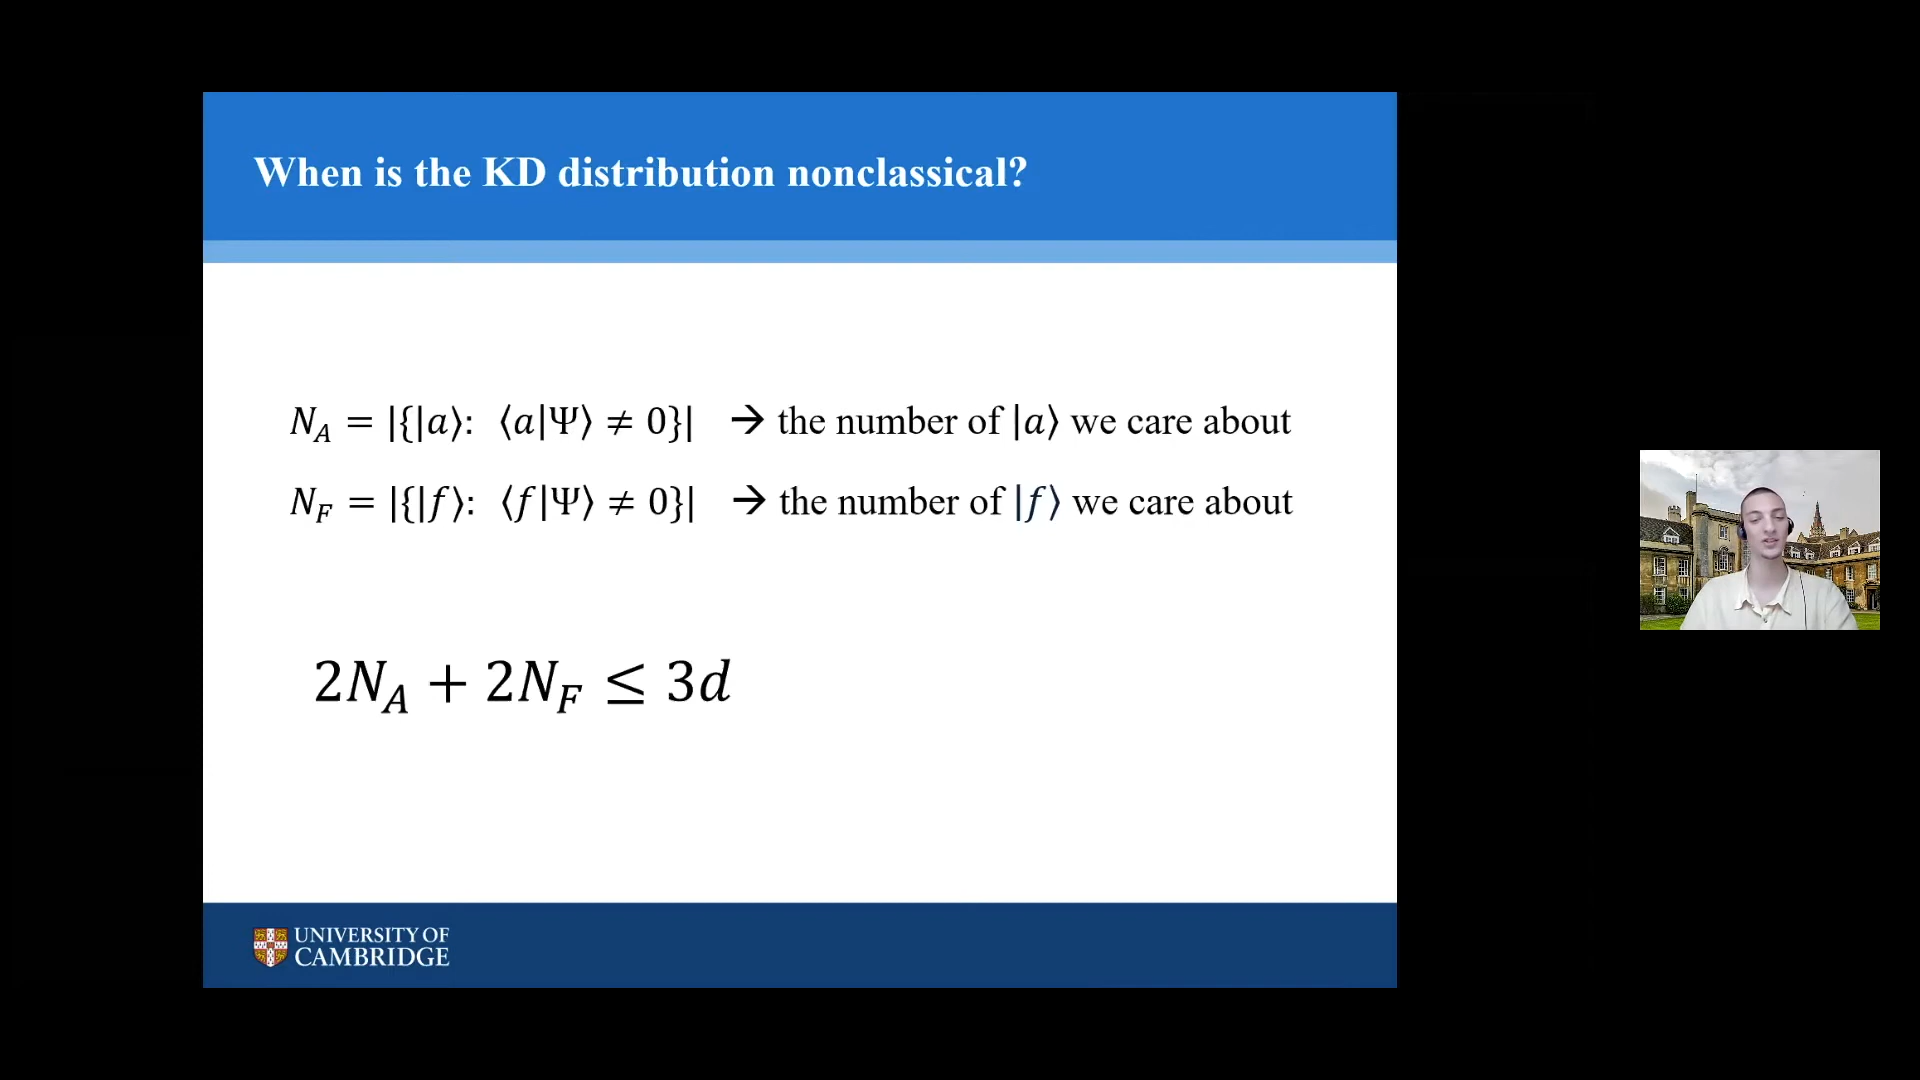 When is the KD distribution nonclassical?
N_A = |{|a⟩: ⟨a|Ψ⟩ ≠ 0}| → the number of |a⟩ we care about
N_F = |{|f⟩: ⟨f|Ψ⟩ ≠ 0}| → the number of |f⟩ we care about
2N_A + 2N_F ≤ 3d
UNIVERSITY OF
CAMBRIDGE